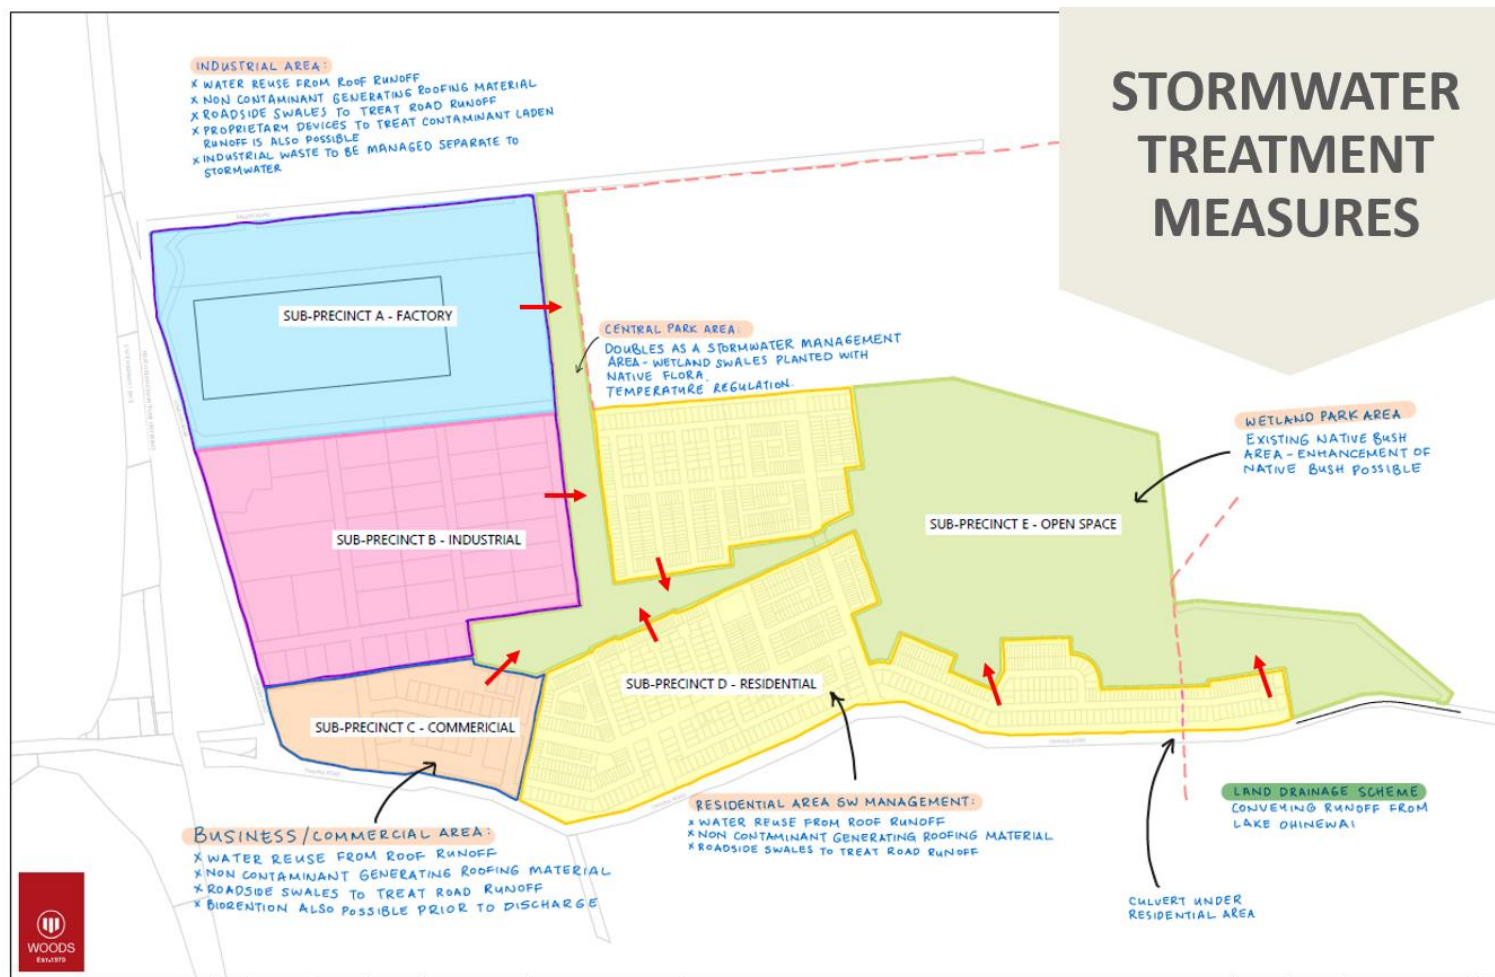 STORMWATER
TREATMENT
MEASURES
INDUSTRIAL AREA:
x WATER REUSE FROM ROOF RUNOFF
x NON CONTAMINANT GENERATING ROOFING MATERIAL
x ROADSIDE SWALES TO TREAT ROAD RUNOFF
x PROPRIETARY DEVICES TO TREAT CONTAMINANT LADEN
RUNOFF IS ALSO POSSIBLE
x INDUSTRIAL WASTE TO BE MANAGED SEPARATE TO
STORMWATER
SUB-PRECINCT A - FACTORY
CENTRAL PARK AREA:
DOUBLES AS A STORMWATER MANAGEMENT
AREA - WETLAND SWALES PLANTED WITH
NATIVE FLORA.
TEMPERATURE REGULATION.
WETLAND PARK AREA
EXISTING NATIVE BUSH
AREA - ENHANCEMENT OF
NATIVE BUSH POSSIBLE
SUB-PRECINCT B - INDUSTRIAL
SUB-PRECINCT E - OPEN SPACE
SUB-PRECINCT D - RESIDENTIAL
SUB-PRECINCT C - COMMERICIAL
BUSINESS/COMMERCIAL AREA:
x WATER REUSE FROM ROOF RUNOFF
x NON CONTAMINANT GENERATING ROOFING MATERIAL
x ROADSIDE SWALES TO TREAT ROAD RUNOFF
x BIORENTION ALSO POSSIBLE PRIOR TO DISCHARGE
RESIDENTIAL AREA SW MANAGEMENT:
x WATER REUSE FROM ROOF RUNOFF
x NON CONTAMINANT GENERATING ROOFING MATERIAL
x ROADSIDE SWALES TO TREAT ROAD RUNOFF
LAND DRAINAGE SCHEME
CONVEYING RUNOFF FROM
LAKE OHINEWAI
CULVERT UNDER
RESIDENTIAL AREA
WOODS
EST.1970